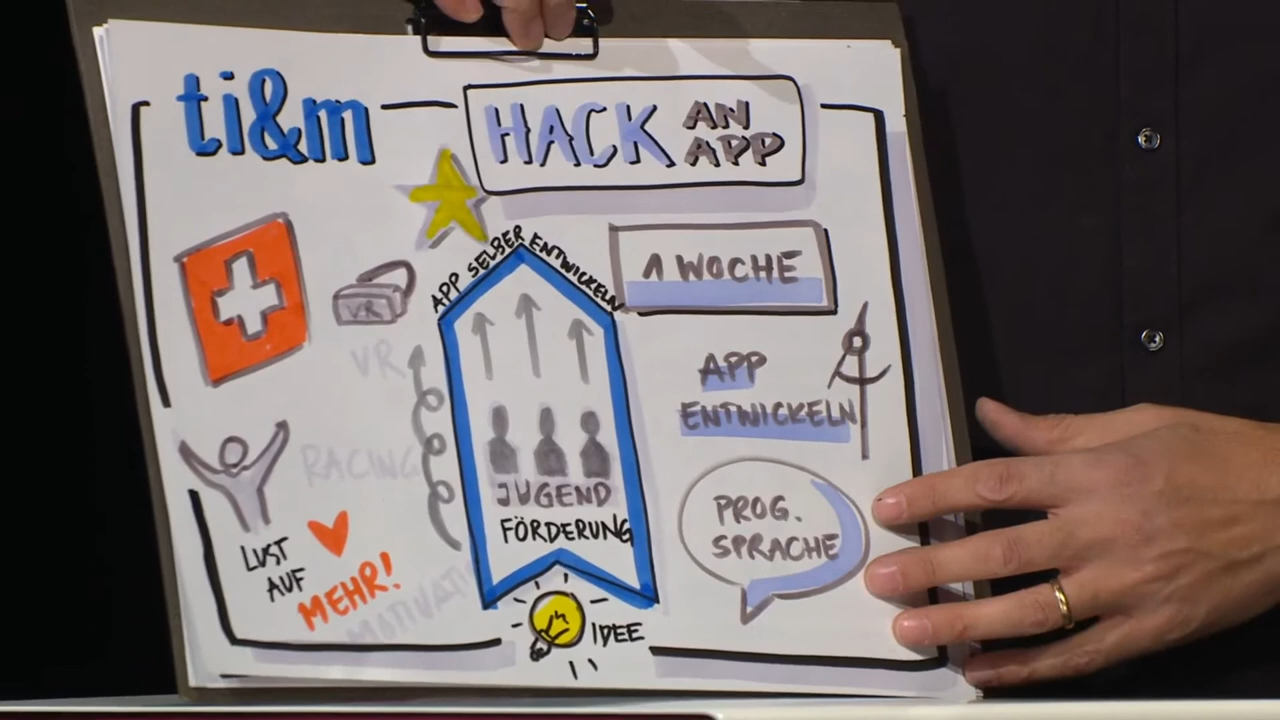 ti&m
HACK AN
APP
APP SELBER ENTWICKELN
1 WOCHE
VR
VR
APP
ENTWICKELN
RACING
JUGEND
FÖRDERUNG
PROG.
SPRACHE
LUST
AUF
MEHR!
IDEE